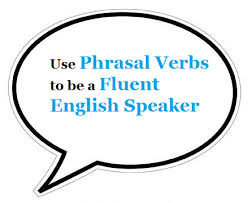 Use Phrasal Verbs
to be a Fluent
English Speaker